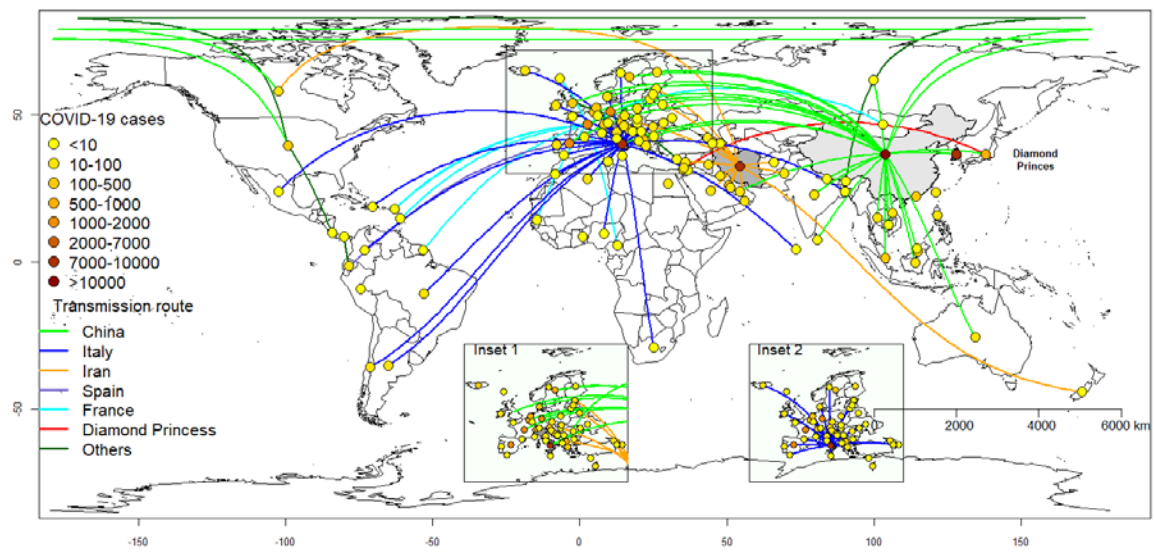 50
0
-50
COVID-19 cases
<10
10-100
100-500
500-1000
1000-2000
2000-7000
7000-10000
>10000
Transmission route
China
Italy
Iran
Spain
France
Diamond Princess
Others
Diamond
Princes
Inset 1
Inset 2
2000 4000 6000 km
-150 -100 -50 0 50 100 150